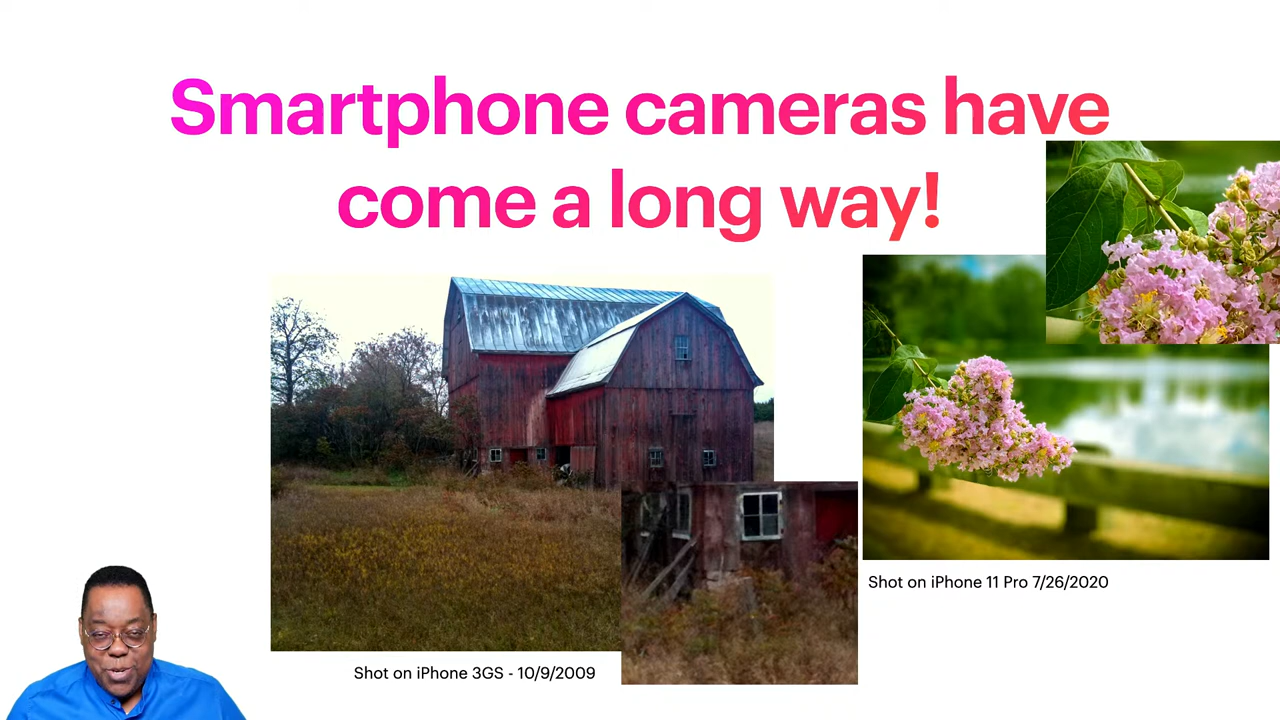 Smartphone cameras have
come a long way!
Shot on iPhone 11 Pro 7/26/2020
Shot on iPhone 3GS - 10/9/2009